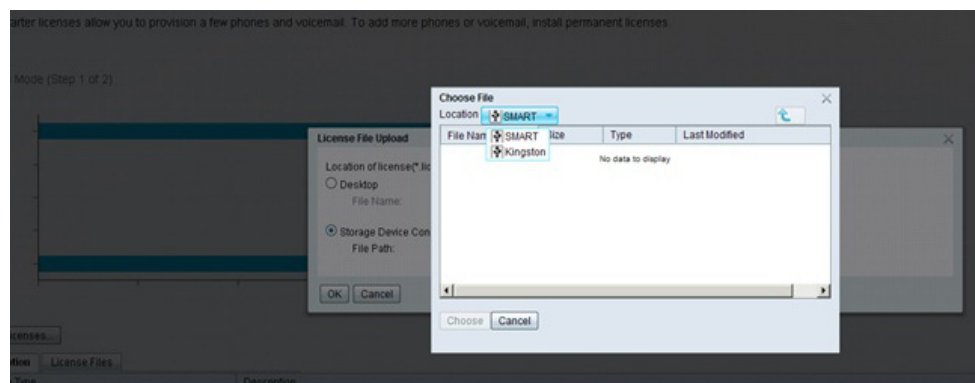 arter licenses allow you to provision a few phones and voicemail. To add more phones or voicemail, install permanent licenses
Mode (Step 1 of 2)
Choose File
Location SMART
File Nam Size Type Last Modified
SMART
Kingston
No data to display
License File Upload
Location of license(*.lic
Desktop
File Name:
Storage Device Con
File Path:
OK Cancel
Choose Cancel
icenses...
ation License Files
Type Description